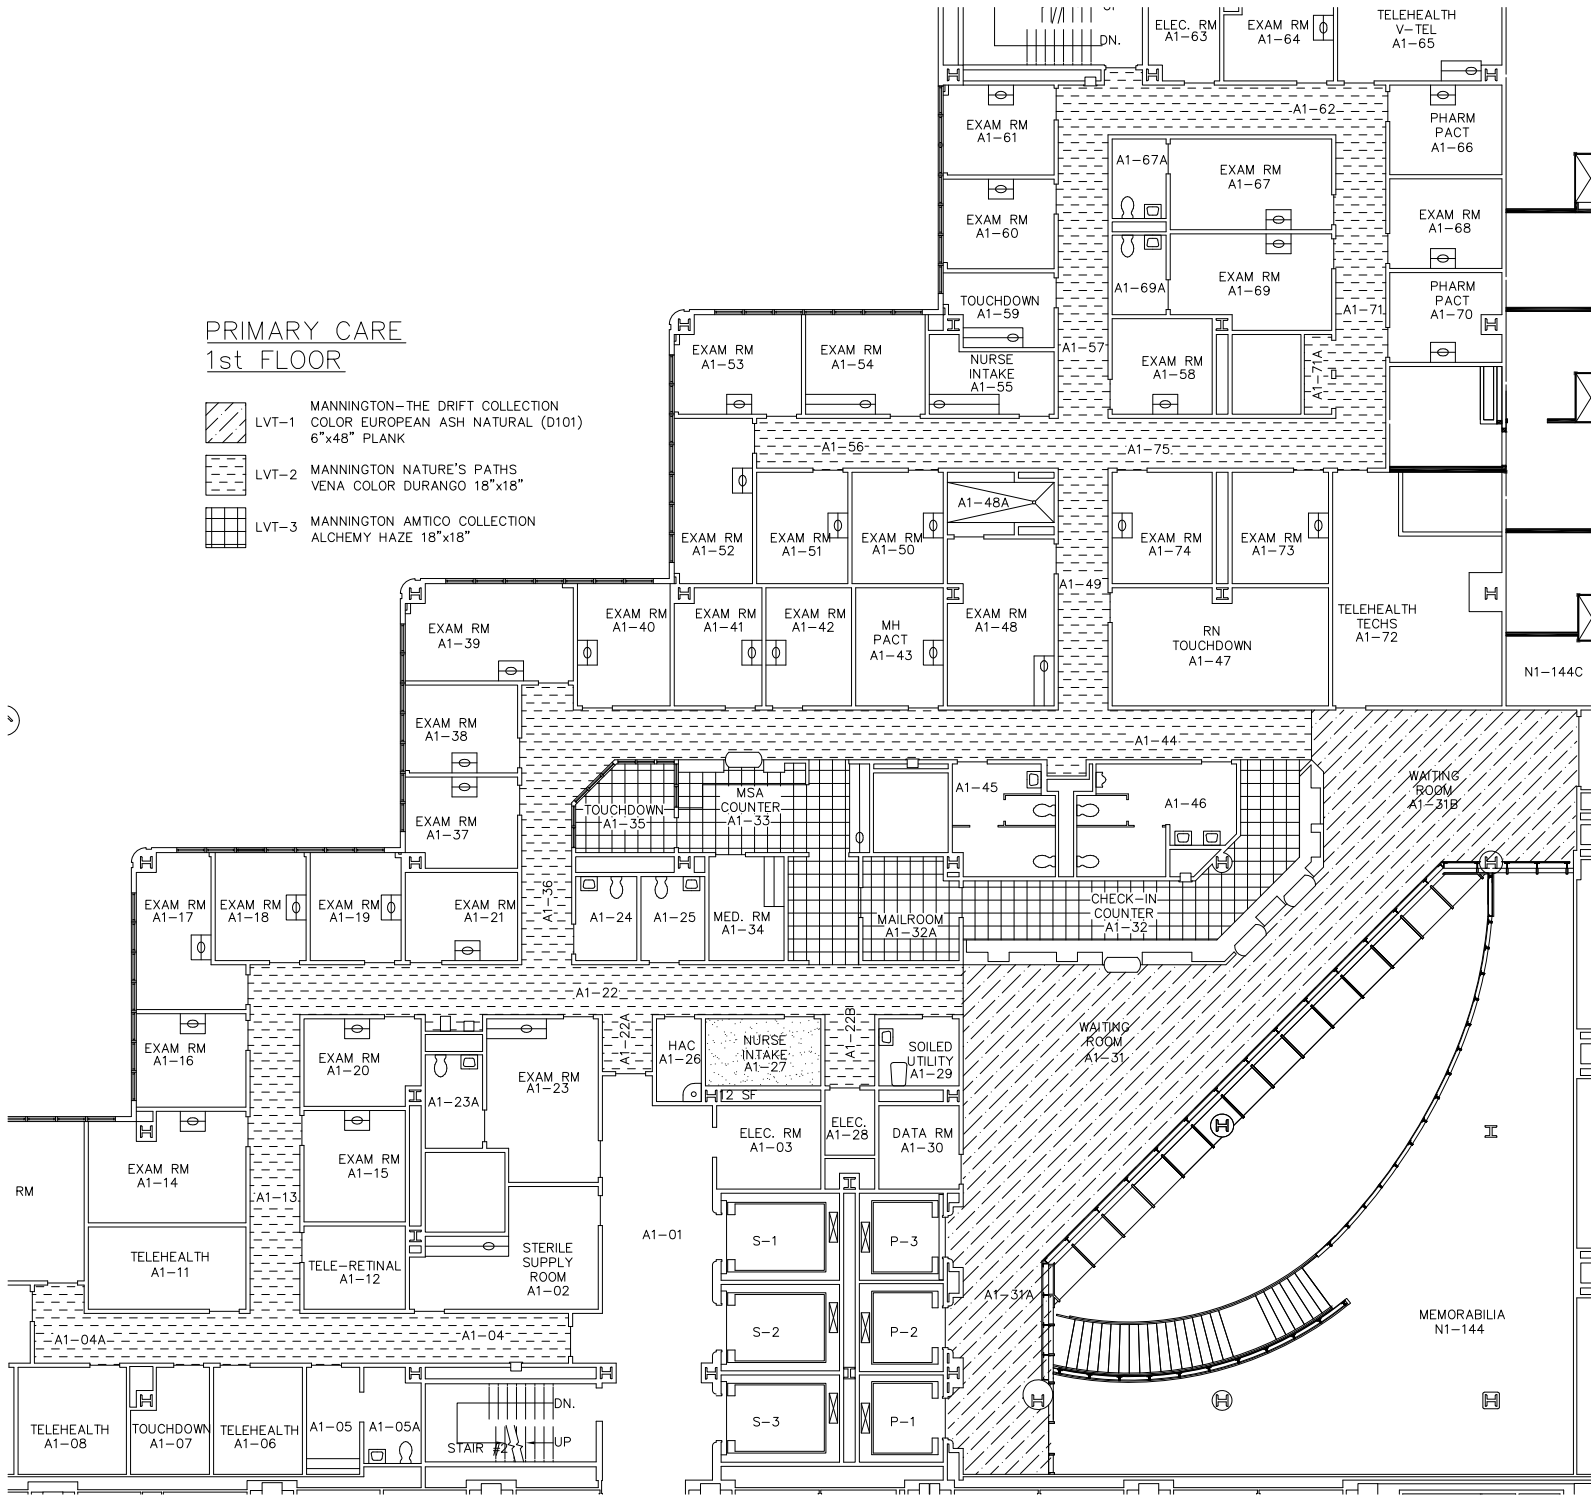 DN.
ELEC. RM
A1-63
EXAM RM
A1-64
TELEHEALTH
V-TEL
A1-65
EXAM RM
A1-61
A1-62
PHARM
PACT
A1-66
A1-67A
EXAM RM
A1-67
EXAM RM
A1-60
EXAM RM
A1-68
A1-69A
EXAM RM
A1-69
TOUCHDOWN
A1-59
PHARM
PACT
A1-70
A1-71
PRIMARY CARE
1st FLOOR
LVT-1
MANNINGTON-THE DRIFT COLLECTION
COLOR EUROPEAN ASH NATURAL (D101)
6"x48" PLANK
LVT-2
MANNINGTON NATURE'S PATHS
VENA COLOR DURANGO 18"x18"
LVT-3
MANNINGTON AMTICO COLLECTION
ALCHEMY HAZE 18"x18"
EXAM RM
A1-53
EXAM RM
A1-54
NURSE
INTAKE
A1-55
A1-57
EXAM RM
A1-58
A1-71A
A1-56
A1-75
EXAM RM
A1-52
EXAM RM
A1-51
EXAM RM
A1-50
A1-48A
EXAM RM
A1-74
EXAM RM
A1-73
A1-49
EXAM RM
A1-39
EXAM RM
A1-40
EXAM RM
A1-41
EXAM RM
A1-42
MH
PACT
A1-43
EXAM RM
A1-48
RN
TOUCHDOWN
A1-47
TELEHEALTH
TECHS
A1-72
N1-144C
EXAM RM
A1-38
A1-44
EXAM RM
A1-37
TOUCHDOWN
A1-35
MSA
COUNTER
A1-33
A1-45
A1-46
WAITING
ROOM
A1-31B
EXAM RM
A1-17
EXAM RM
A1-18
EXAM RM
A1-19
EXAM RM
A1-21
A1-36
A1-24
A1-25
MED. RM
A1-34
MAILROOM
A1-32A
CHECK-IN
COUNTER
A1-32
A1-22
EXAM RM
A1-16
EXAM RM
A1-20
A1-23A
EXAM RM
A1-23
A1-22A
HAC
A1-26
NURSE
INTAKE
A1-27
12 SF
A1-22B
SOILED
UTILITY
A1-29
WAITING
ROOM
A1-31
RM
EXAM RM
A1-14
A1-13
EXAM RM
A1-15
ELEC. RM
A1-03
ELEC.
A1-28
DATA RM
A1-30
TELEHEALTH
A1-11
TELE-RETINAL
A1-12
STERILE
SUPPLY
ROOM
A1-02
A1-01
S-1
P-3
A1-31A
A1-04A
A1-04
S-2
P-2
MEMORABILIA
N1-144
TELEHEALTH
A1-08
TOUCHDOWN
A1-07
TELEHEALTH
A1-06
A1-05
A1-05A
DN.
STAIR #2
UP
S-3
P-1